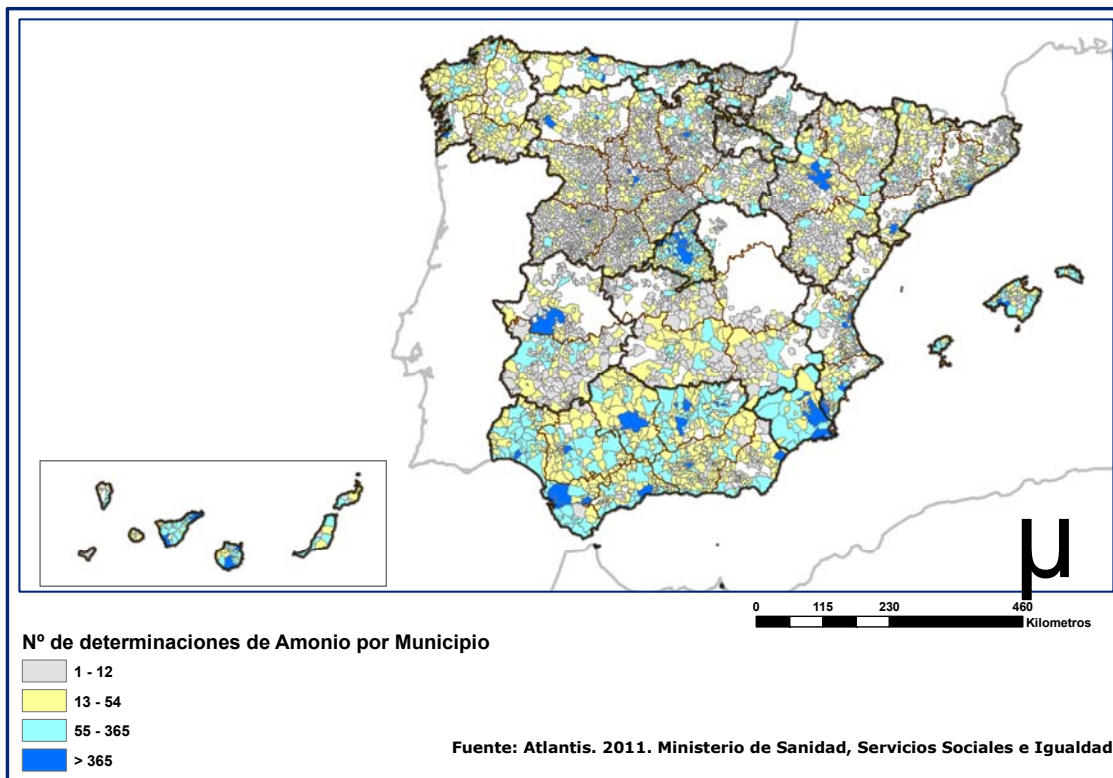 µ
0 115 230 460
Kilometros
Nº de determinaciones de Amonio por Municipio
1 - 12
13 - 54
55 - 365
> 365
Fuente: Atlantis. 2011. Ministerio de Sanidad, Servicios Sociales e Igualdad